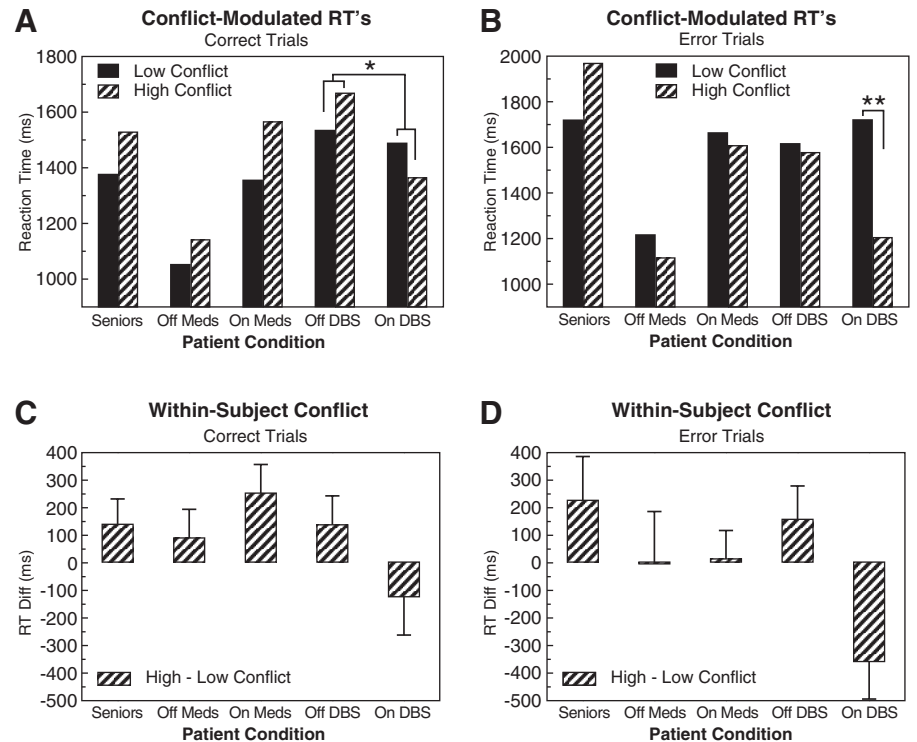 A
Conflict-Modulated RT's
Correct Trials
Low Conflict
High Conflict
*
1800
1600
1400
1200
1000
Reaction Time (ms)
Seniors Off Meds On Meds Off DBS On DBS
Patient Condition
B
Conflict-Modulated RT's
Error Trials
Low Conflict
High Conflict
**
2000
1800
1600
1400
1200
1000
Reaction Time (ms)
Seniors Off Meds On Meds Off DBS On DBS
Patient Condition
C
Within-Subject Conflict
Correct Trials
400
300
200
100
0
-100
-200
-300
-400
-500
RT Diff (ms)
High - Low Conflict
Seniors Off Meds On Meds Off DBS On DBS
Patient Condition
D
Within-Subject Conflict
Error Trials
400
300
200
100
0
-100
-200
-300
-400
-500
RT Diff (ms)
High - Low Conflict
Seniors Off Meds On Meds Off DBS On DBS
Patient Condition